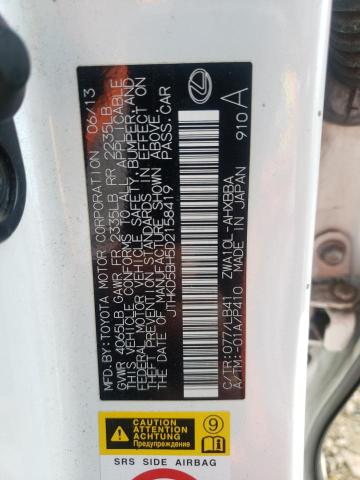 MFD.BY:TOYOTA MOTOR CORPORATION 06/13
GVWR 4065LB GAWR FR 2335LB RR 2235LB
THIS VEHICLE CONFORMS TO ALL APPLICABLE
FEDERAL MOTOR VEHICLE SAFETY, BUMPER, AND
THEFT PREVENTION STANDARDS IN EFFECT ON
THE DATE OF MANUFACTURE SHOWN ABOVE.
JTHKD5BH5D2158419 PASS.CAR
C/TR:077/LB41 ZWA10L-AHXBBA
A/TM:-01A/P410 MADE IN JAPAN 910 A
CAUTION
ATTENTION
ACHTUNG
Предупреждение
9
SRS SIDE AIRBAG